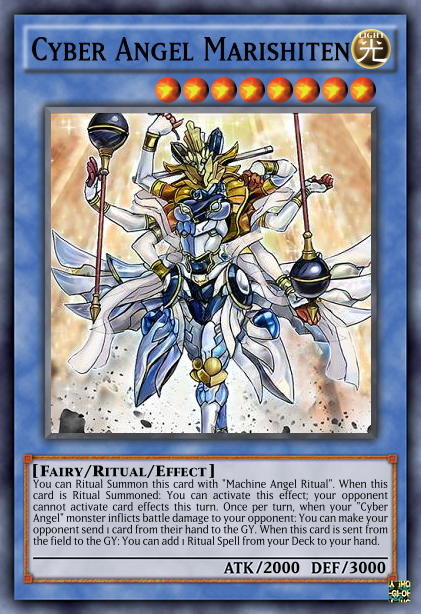 CYBER ANGEL MARISHITEN
LIGHT
光
[FAIRY/RITUAL/EFFECT]
You can Ritual Summon this card with "Machine Angel Ritual". When this
card is Ritual Summoned: You can activate this effect; your opponent
cannot activate card effects this turn. Once per turn, when your "Cyber
Angel" monster inflicts battle damage to your opponent: You can make your
opponent send 1 card from their hand to the GY. When this card is sent from
the field to the GY: You can add 1 Ritual Spell from your Deck to your hand.
ATK/2000 DEF/3000